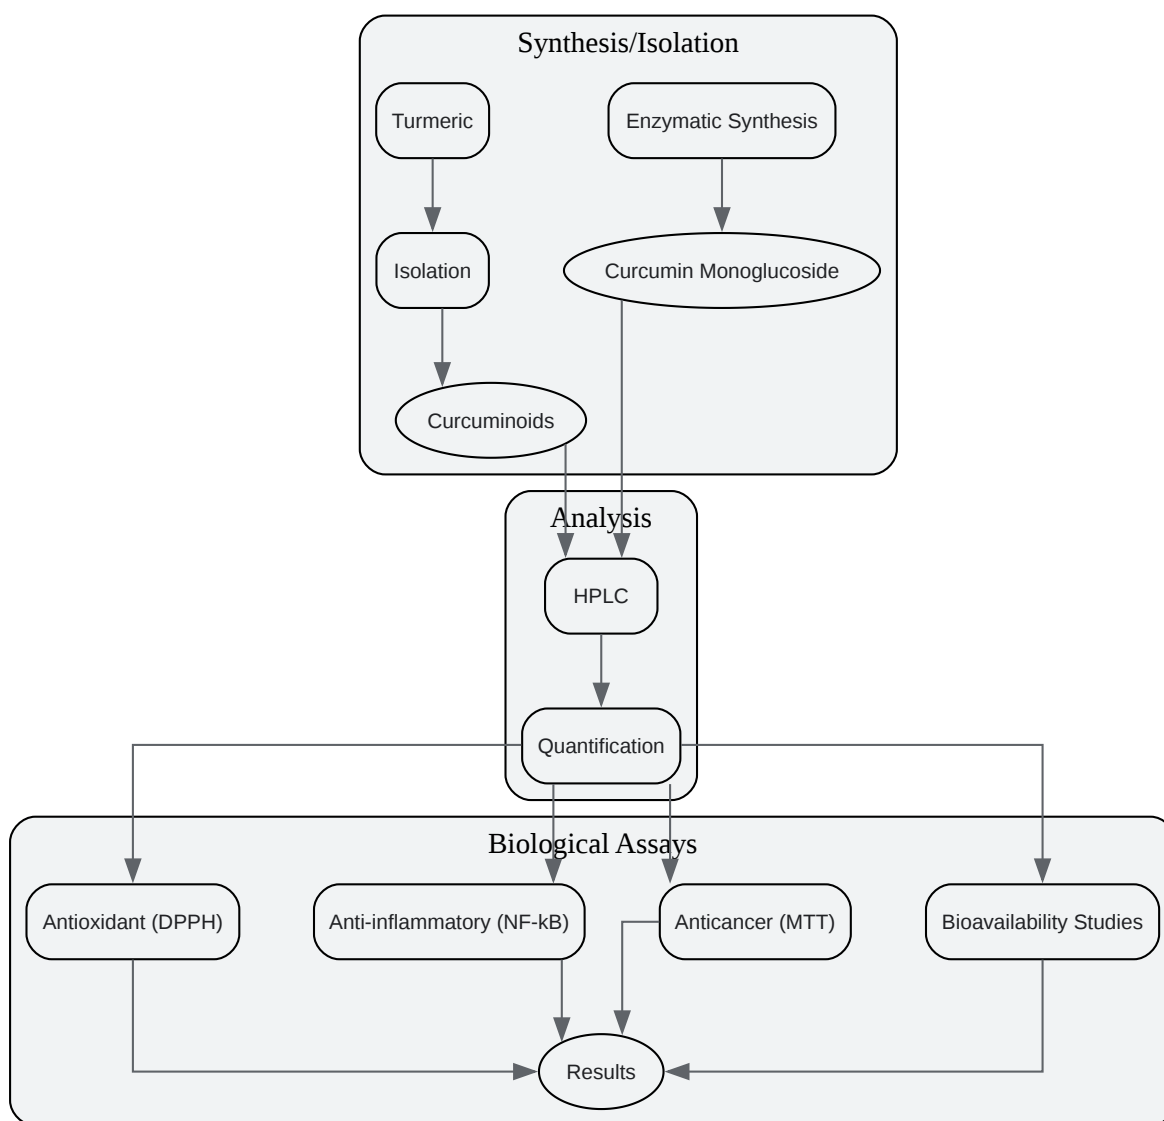 Synthesis/Isolation
Turmeric
Enzymatic Synthesis
Isolation
Curcumin Monoglucoside
Curcuminoids
Analysis
HPLC
Quantification
Biological Assays
Antioxidant (DPPH)
Anti-inflammatory (NF-kB)
Anticancer (MTT)
Bioavailability Studies
Results